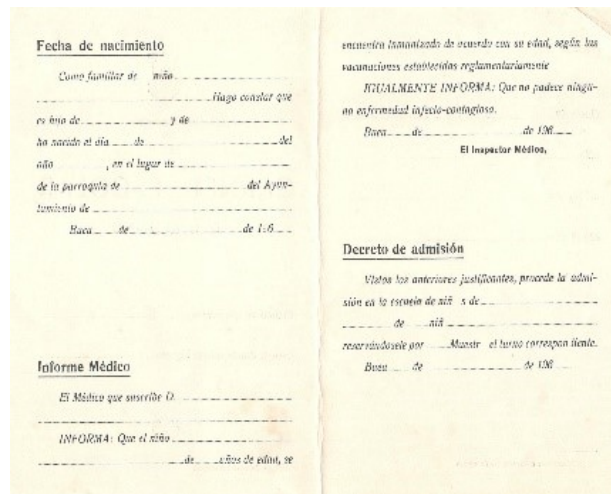 Fecha de nacimiento
Como familiar de niño
Hago constar que
es hijo de y de
ha nacido el día de del
año , en el lugar de
de la parroquia de del Ayun-
tamiento de
Bueu de de 196
Informe Médico
El Médico que suscribe D.
INFORMA: Que el niño
de años de edad, se
encuentra inmunizado de acuerdo con su edad, según las
vacunaciones establecidas reglamentariamente
IGUALMENTE INFORMA: Que no padece ningu-
na enfermedad infecto-contagiosa.
Bueu de de 196
El Inspector Médico,
Decreto de admisión
Vistos los anteriores justificantes, procede la admi-
sión en la escuela de niñ s de
de niñ
reservándosele por Maestr el turno correspondiente.
Bueu de de 196